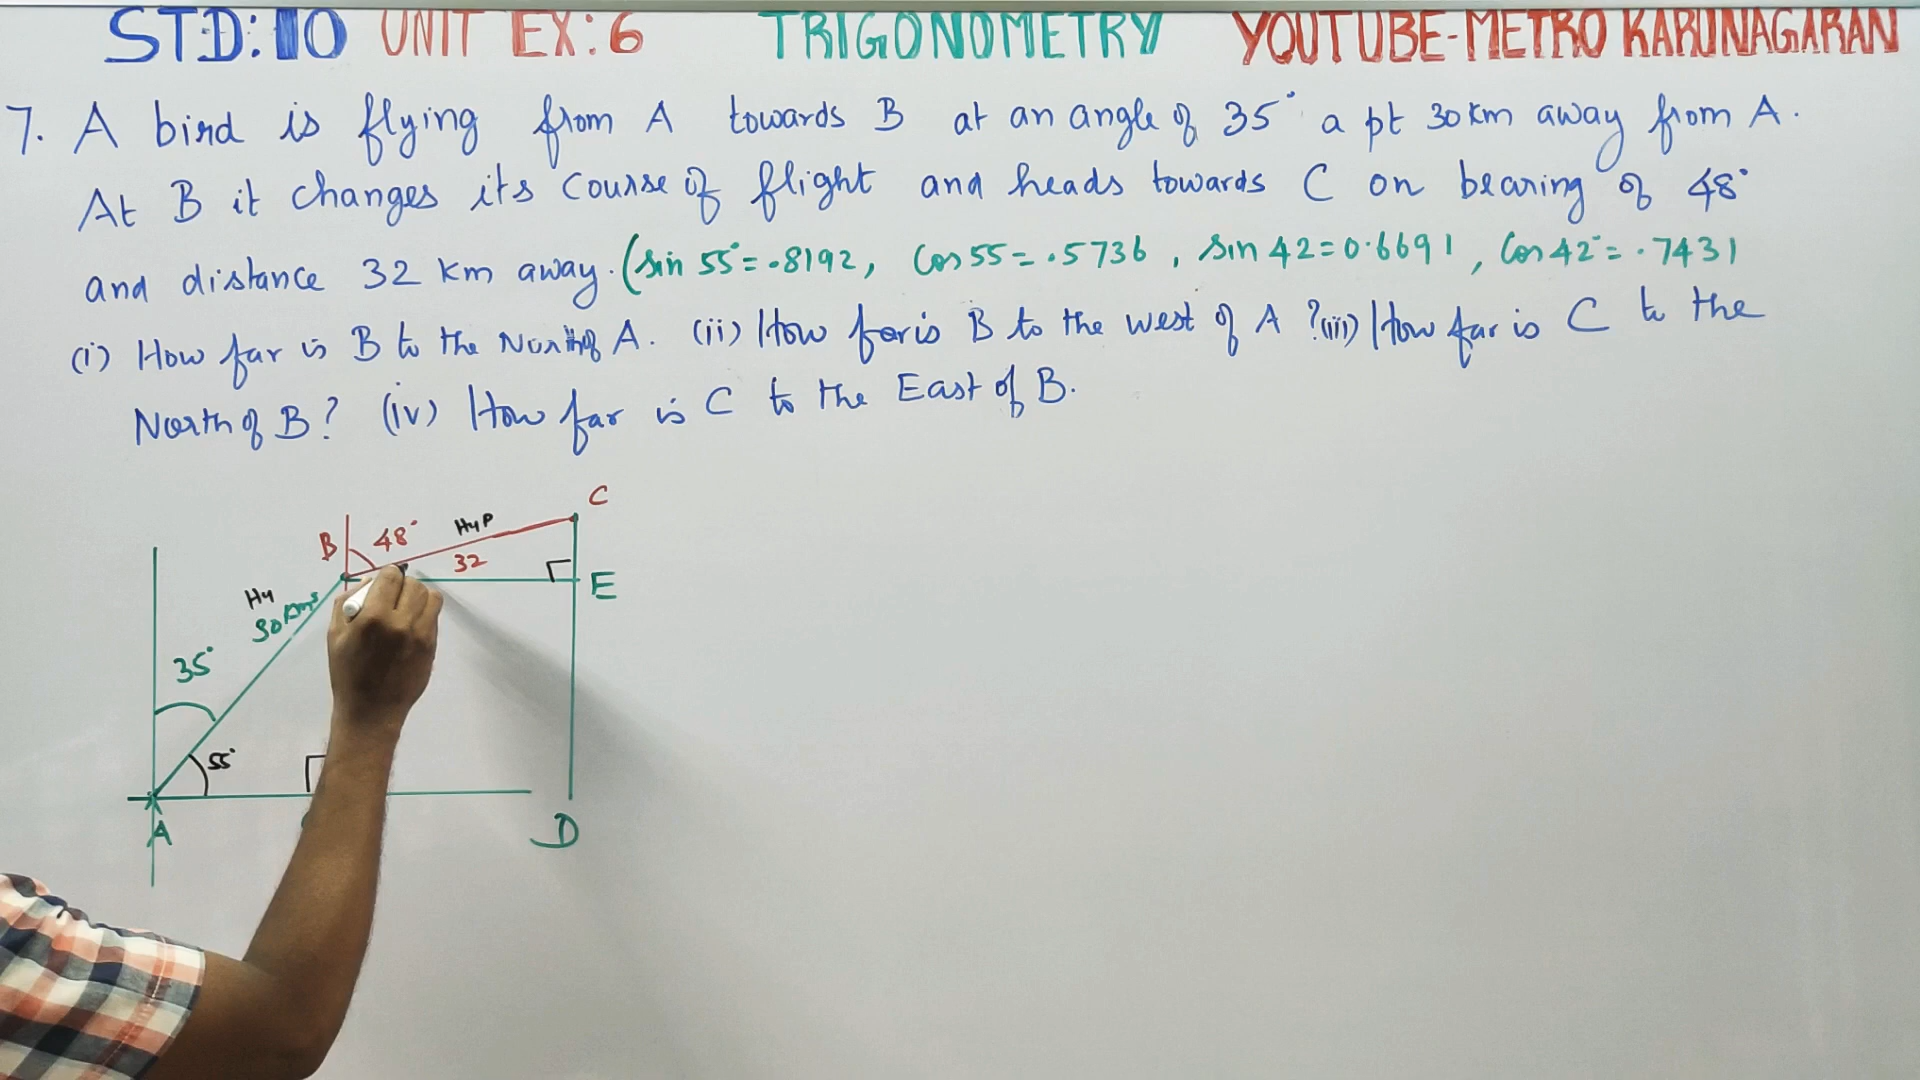 STD: 10 UNIT EX: 6 TRIGONOMETRY YOUTUBE-METRO KARUNAGARAN
7. A bird is flying from A towards B at an angle of 35° a pt 30 km away from A.
At B it changes its course of flight and heads towards C on bearing of 48°
and distance 32 km away. (sin 55° = .8192, cos 55 = .5736, sin 42 = 0.6691, cos 42° = .7431
(i) How far is B to the North of A. (ii) How far is B to the west of A ? (iii) How far is C to the
North of B? (iv) How far is C to the East of B.
C
B 48° Hyp
32
E
Hy
30 kms
35°
55°
A
D